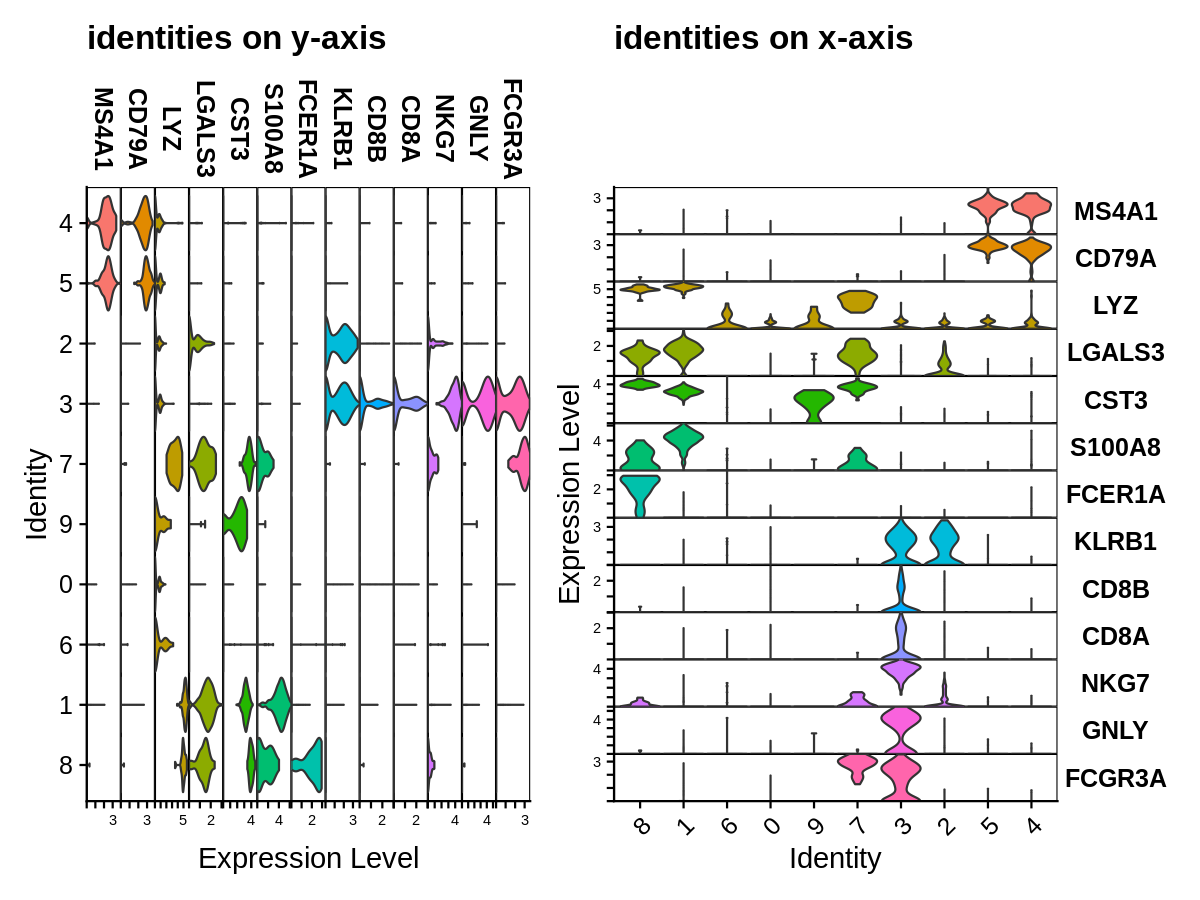 identities on y-axis
identities on x-axis
MS4A1
CD79A
LYZ
LGALS3
CST3
S100A8
FCER1A
KLRB1
CD8B
CD8A
NKG7
GNLY
FCGR3A
Identity
4
5
2
3
7
9
0
6
1
8
3 3 5 2 4 4 2 3 2 2 4 4 3
Expression Level
Expression Level
3 MS4A1
3 CD79A
5 LYZ
2 LGALS3
4 CST3
4 S100A8
2 FCER1A
3 KLRB1
2 CD8B
2 CD8A
4 NKG7
4 GNLY
3 FCGR3A
8 1 6 0 9 7 3 2 5 4
Identity